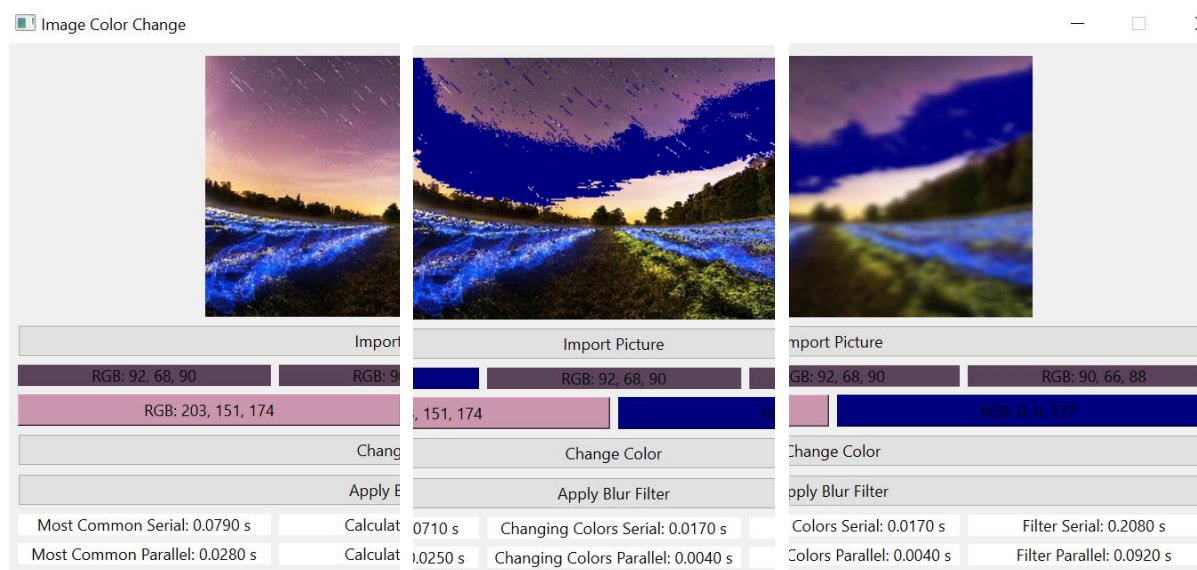 Image Color Change
Import
RGB: 92, 68, 90
RGB: 9
RGB: 203, 151, 174
Chang
Apply B
Most Common Serial: 0.0790 s
Calculat
Most Common Parallel: 0.0280 s
Calculat
Import Picture
RGB: 92, 68, 90
, 151, 174
Change Color
Apply Blur Filter
0710 s
Changing Colors Serial: 0.0170 s
.0250 s
Changing Colors Parallel: 0.0040 s
mport Picture
GB: 92, 68, 90
RGB: 90, 66, 88
RGB: 0, 0, 127
Change Color
pply Blur Filter
Colors Serial: 0.0170 s
Filter Serial: 0.2080 s
Colors Parallel: 0.0040 s
Filter Parallel: 0.0920 s